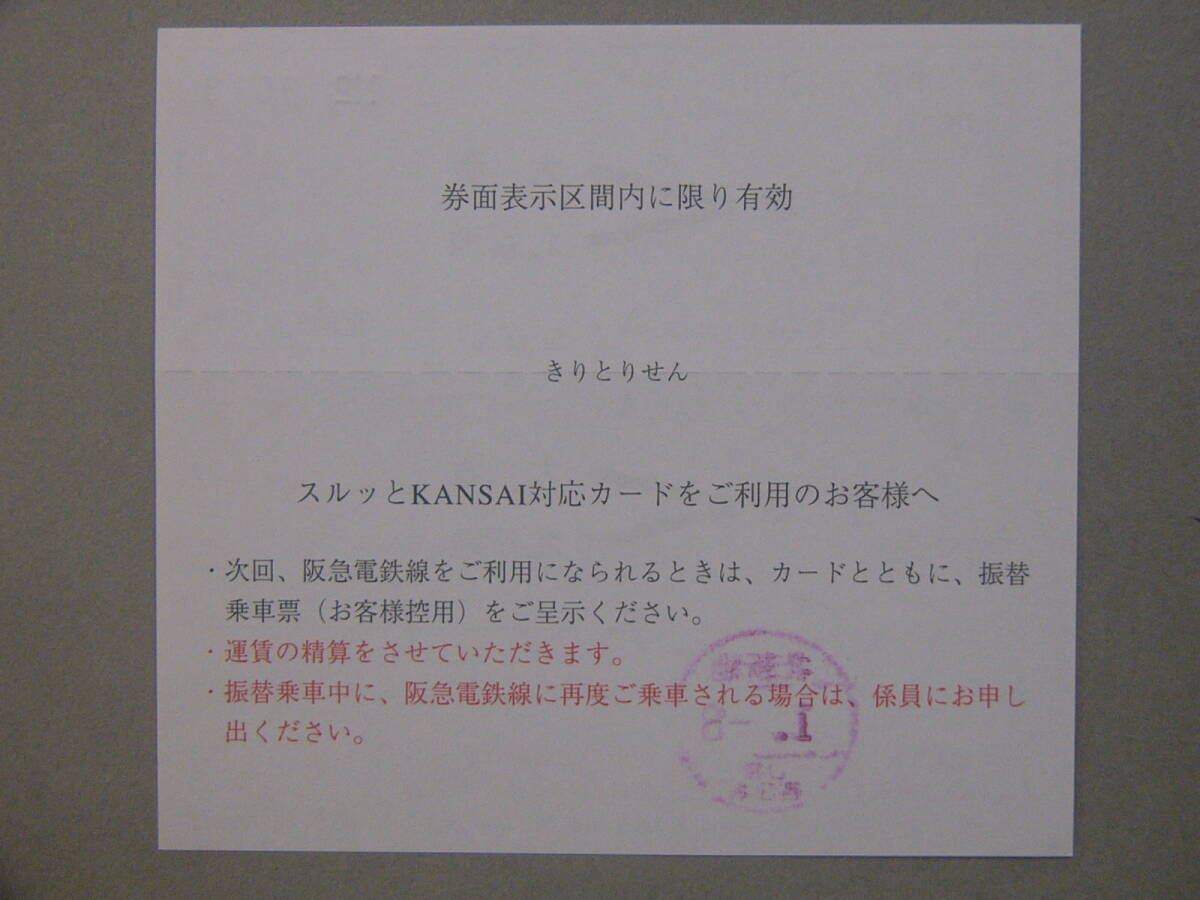 券面表示区間内に限り有効
きりとりせん
スルッとKANSAI対応カードをご利用のお客様へ
・次回、阪急電鉄線をご利用になられるときは、カードとともに、振替
乗車票（お客様控用）をご呈示ください。
・運賃の精算をさせていただきます。
・振替乗車中に、阪急電鉄線に再度ご乗車される場合は、係員にお申し
出ください。
8- .1